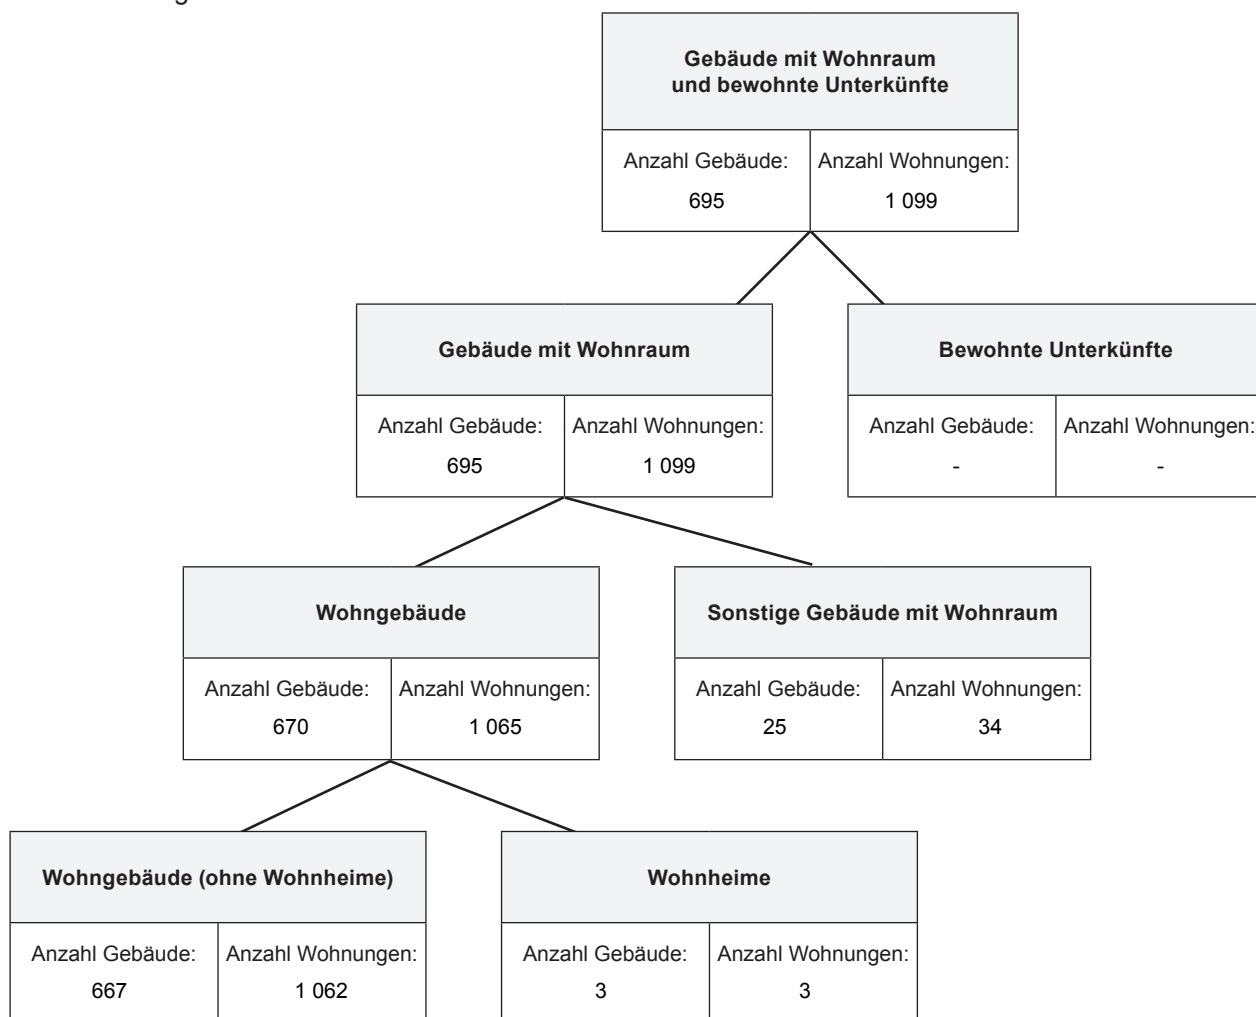 Gebäude mit Wohnraum
und bewohnte Unterkünfte
Anzahl Gebäude: Anzahl Wohnungen:
695 1 099
Gebäude mit Wohnraum
Anzahl Gebäude: Anzahl Wohnungen:
695 1 099
Bewohnte Unterkünfte
Anzahl Gebäude: Anzahl Wohnungen:
- -
Wohngebäude
Anzahl Gebäude: Anzahl Wohnungen:
670 1 065
Sonstige Gebäude mit Wohnraum
Anzahl Gebäude: Anzahl Wohnungen:
25 34
Wohngebäude (ohne Wohnheime)
Anzahl Gebäude: Anzahl Wohnungen:
667 1 062
Wohnheime
Anzahl Gebäude: Anzahl Wohnungen:
3 3